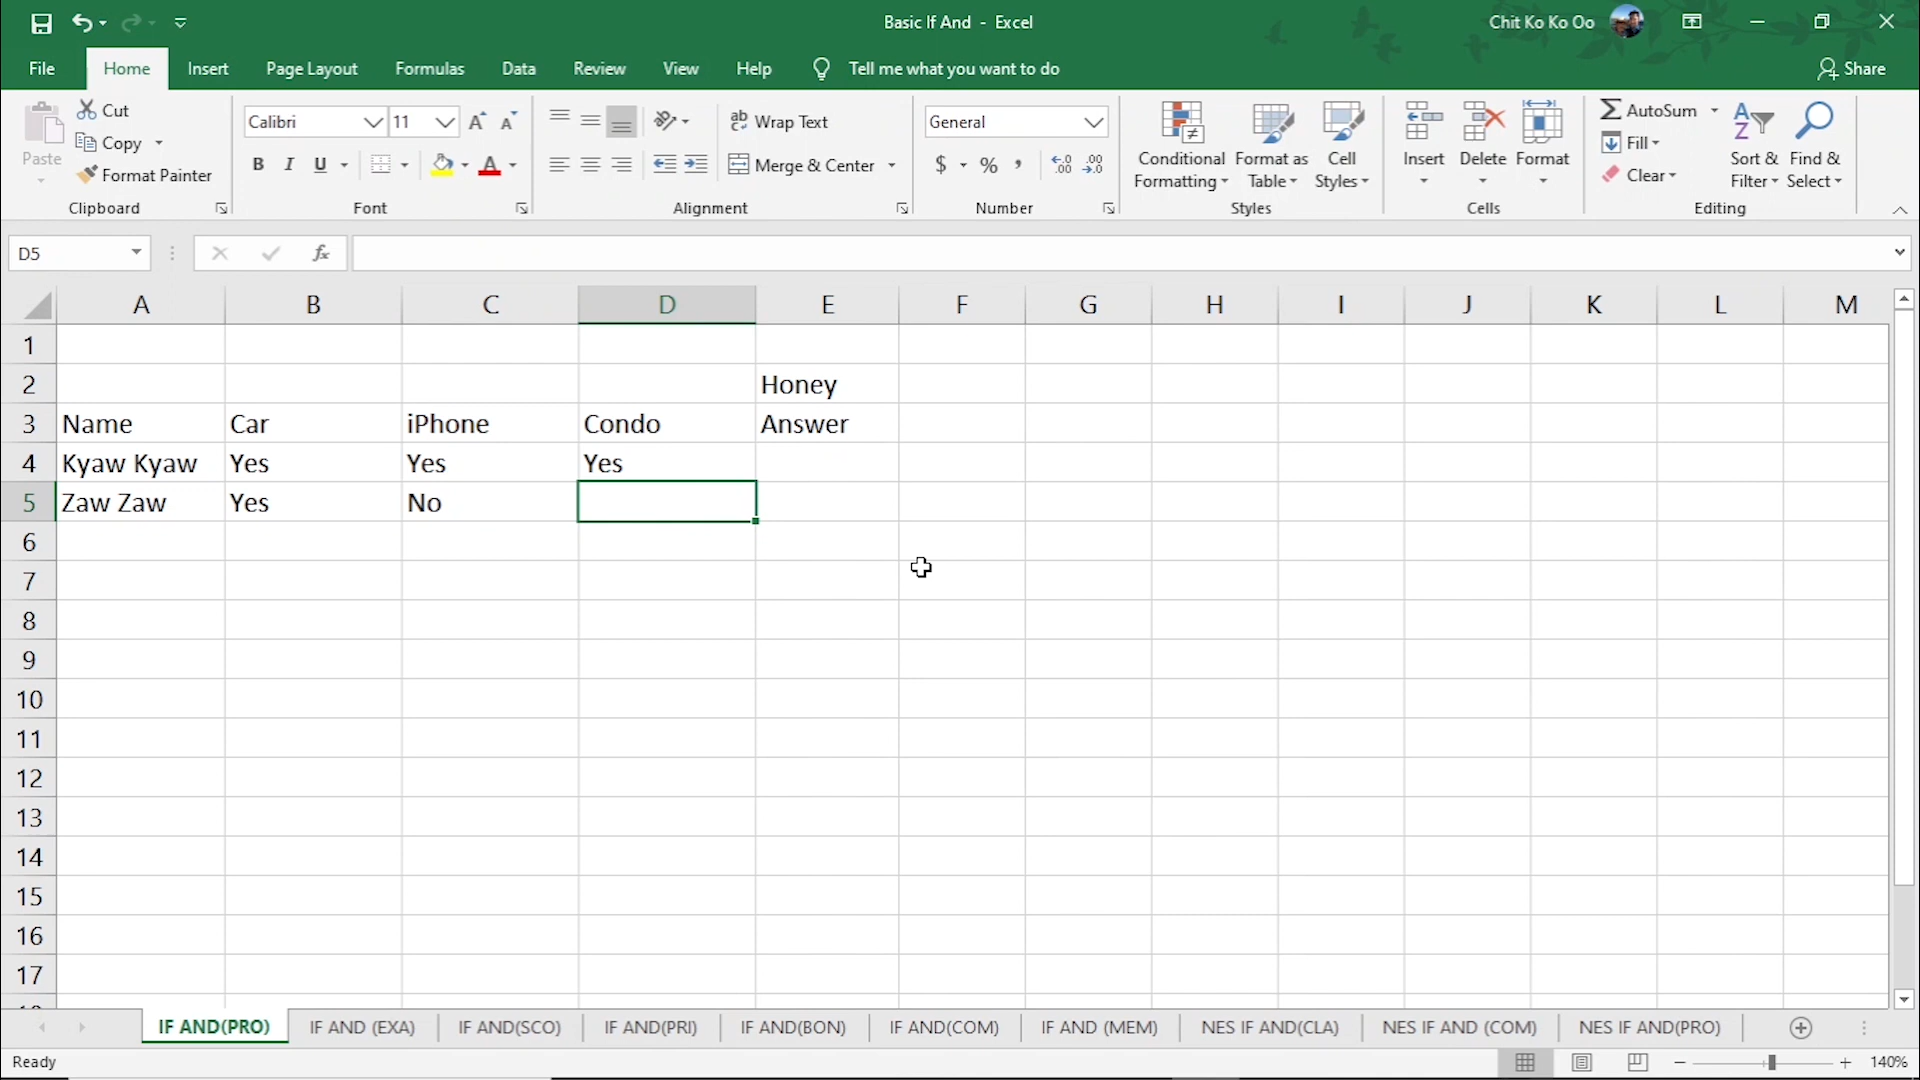 Basic If And - Excel
Chit Ko Ko Oo
File Home Insert Page Layout Formulas Data Review View Help Tell me what you want to do Share
Paste
Cut
Copy
Format Painter
Clipboard
Calibri 11
B I U
Font
Wrap Text
Merge & Center
Alignment
General
$ % ,
Number
Conditional Formatting
Format as Table
Cell Styles
Styles
Insert Delete Format
Cells
AutoSum
Fill
Clear
Sort & Filter
Find & Select
Editing
D5
fx
A B C D E F G H I J K L M
1
2 Honey
3 Name Car iPhone Condo Answer
4 Kyaw Kyaw Yes Yes Yes
5 Zaw Zaw Yes No
6
7
8
9
10
11
12
13
14
15
16
17
IF AND(PRO) IF AND (EXA) IF AND(SCO) IF AND(PRI) IF AND(BON) IF AND(COM) IF AND (MEM) NES IF AND(CLA) NES IF AND (COM) NES IF AND(PRO)
Ready
140%